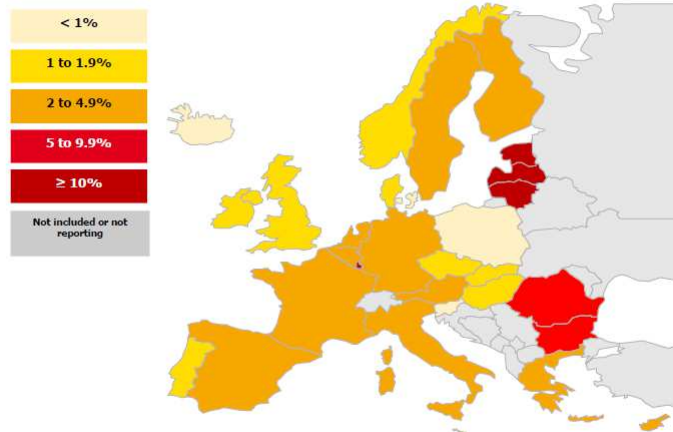 < 1%
1 to 1.9%
2 to 4.9%
5 to 9.9%
≥ 10%
Not included or not
reporting